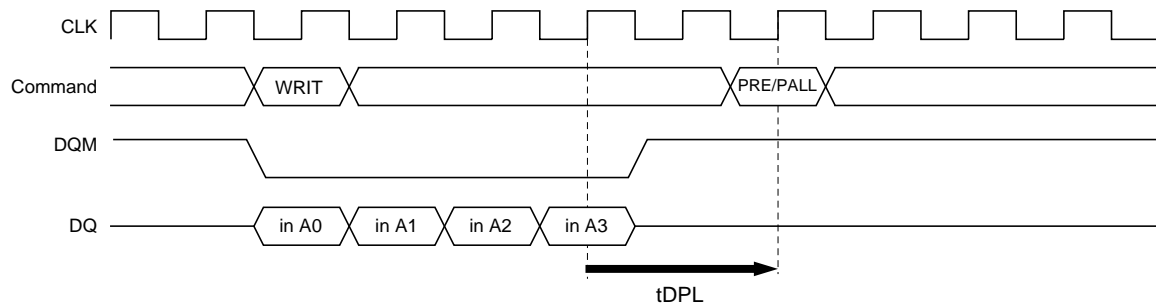 CLK
Command
WRIT
PRE/PALL
DQM
DQ
in A0
in A1
in A2
in A3
tDPL